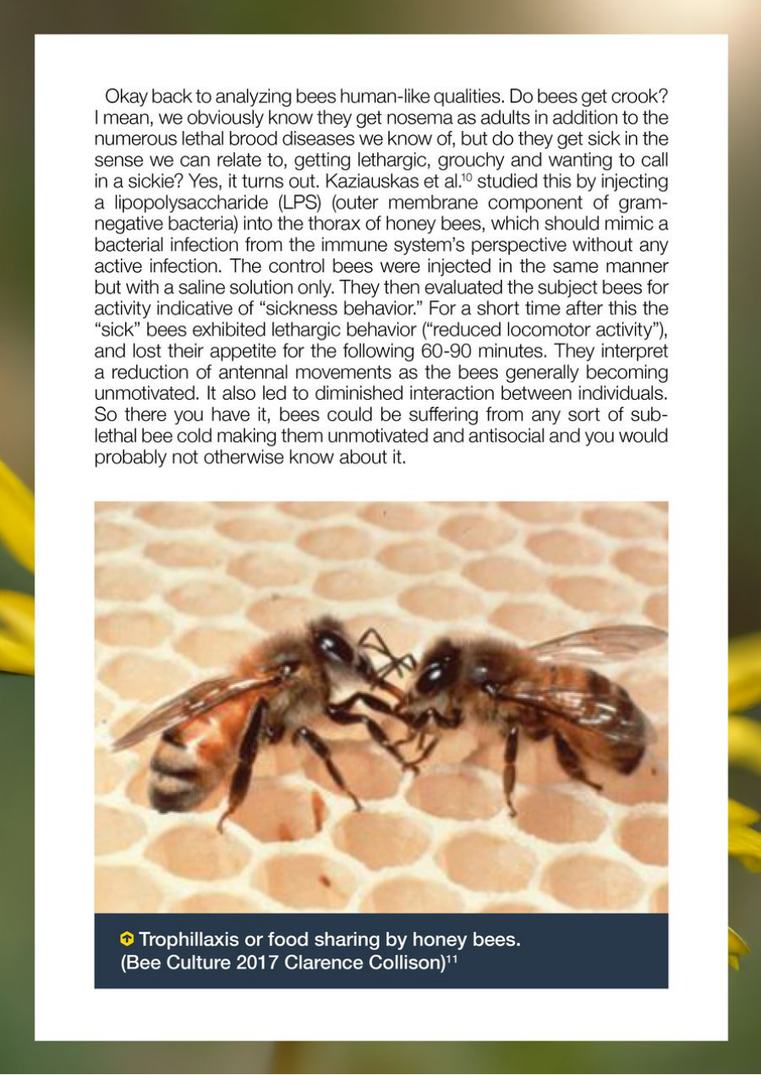 Okay back to analyzing bees human-like qualities. Do bees get crook?
I mean, we obviously know they get nosema as adults in addition to the
numerous lethal brood diseases we know of, but do they get sick in the
sense we can relate to, getting lethargic, grouchy and wanting to call
in a sickie? Yes, it turns out. Kaziauskas et al.¹⁰ studied this by injecting
a lipopolysaccharide (LPS) (outer membrane component of gram-
negative bacteria) into the thorax of honey bees, which should mimic a
bacterial infection from the immune system’s perspective without any
active infection. The control bees were injected in the same manner
but with a saline solution only. They then evaluated the subject bees for
activity indicative of “sickness behavior.” For a short time after this the
“sick” bees exhibited lethargic behavior (“reduced locomotor activity”),
and lost their appetite for the following 60-90 minutes. They interpret
a reduction of antennal movements as the bees generally becoming
unmotivated. It also led to diminished interaction between individuals.
So there you have it, bees could be suffering from any sort of sub-
lethal bee cold making them unmotivated and antisocial and you would
probably not otherwise know about it.
Trophillaxis or food sharing by honey bees.
(Bee Culture 2017 Clarence Collison)¹¹